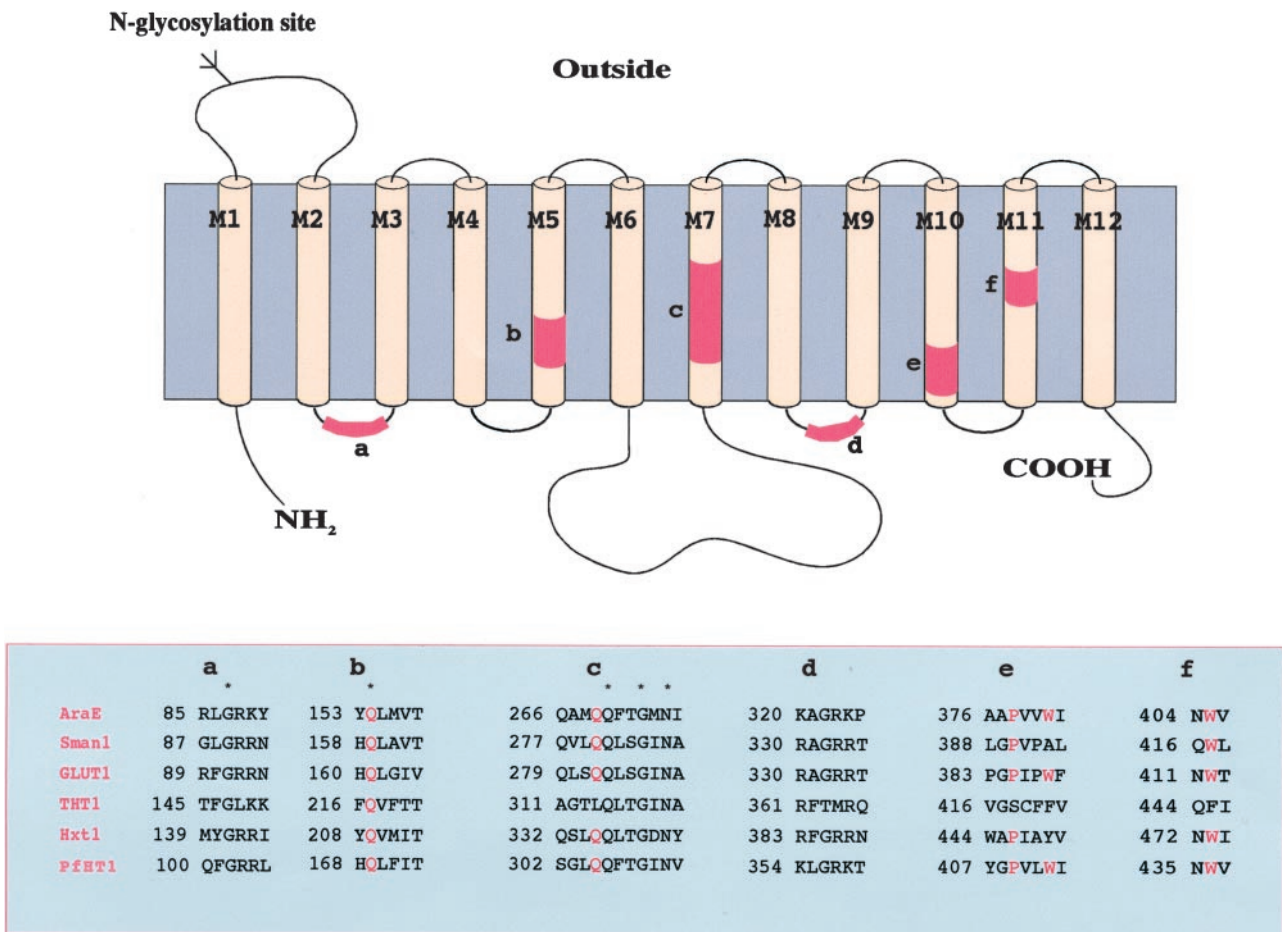 N-glycosylation site
Outside
M1 M2 M3 M4 M5 M6 M7 M8 M9 M10 M11 M12
f
c
b
e
a
d
COOH
NH2
a b c d e f
* * * * *
AraE 85 RLGRKY 153 YQLMVT 266 QAMQQFTGMNI 320 KAGRKP 376 AAPVVWI 404 NWV
Sman1 87 GLGRRN 158 HQLAVT 277 QVLQQLSGINA 330 RAGRRT 388 LGPVPAL 416 QWL
GLUT1 89 RFGRRN 160 HQLGIV 279 QLSQQLSGINA 330 RAGRRT 383 PGPIPWF 411 NWT
THT1 145 TFGLKK 216 FQVFTT 311 AGTLQLTGINA 361 RFTMRQ 416 VGSCFFV 444 QFI
Hxt1 139 MYGRRI 208 YQVMIT 332 QSLQQLTGDNY 383 RFGRRN 444 WAPIAYV 472 NWI
PfHT1 100 QFGRRL 168 HQLFIT 302 SGLQQFTGINV 354 KLGRKT 407 YGPVLWI 435 NWV